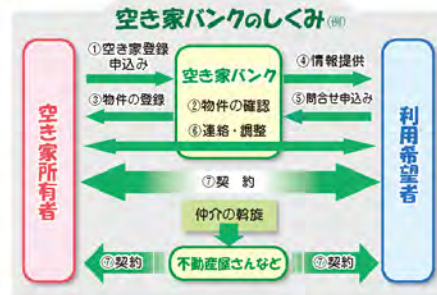 空き家バンクのしくみ㈵
①空き家登録
申込み
空き家バンク
④情報提供
③物件の登録
②物件の確認
⑤問合せ申込み
⑥連絡・調整
空き家所有者
利用希望者
⑦契 約
仲介の斡旋
⑦契約
不動産屋さんなど
⑦契約